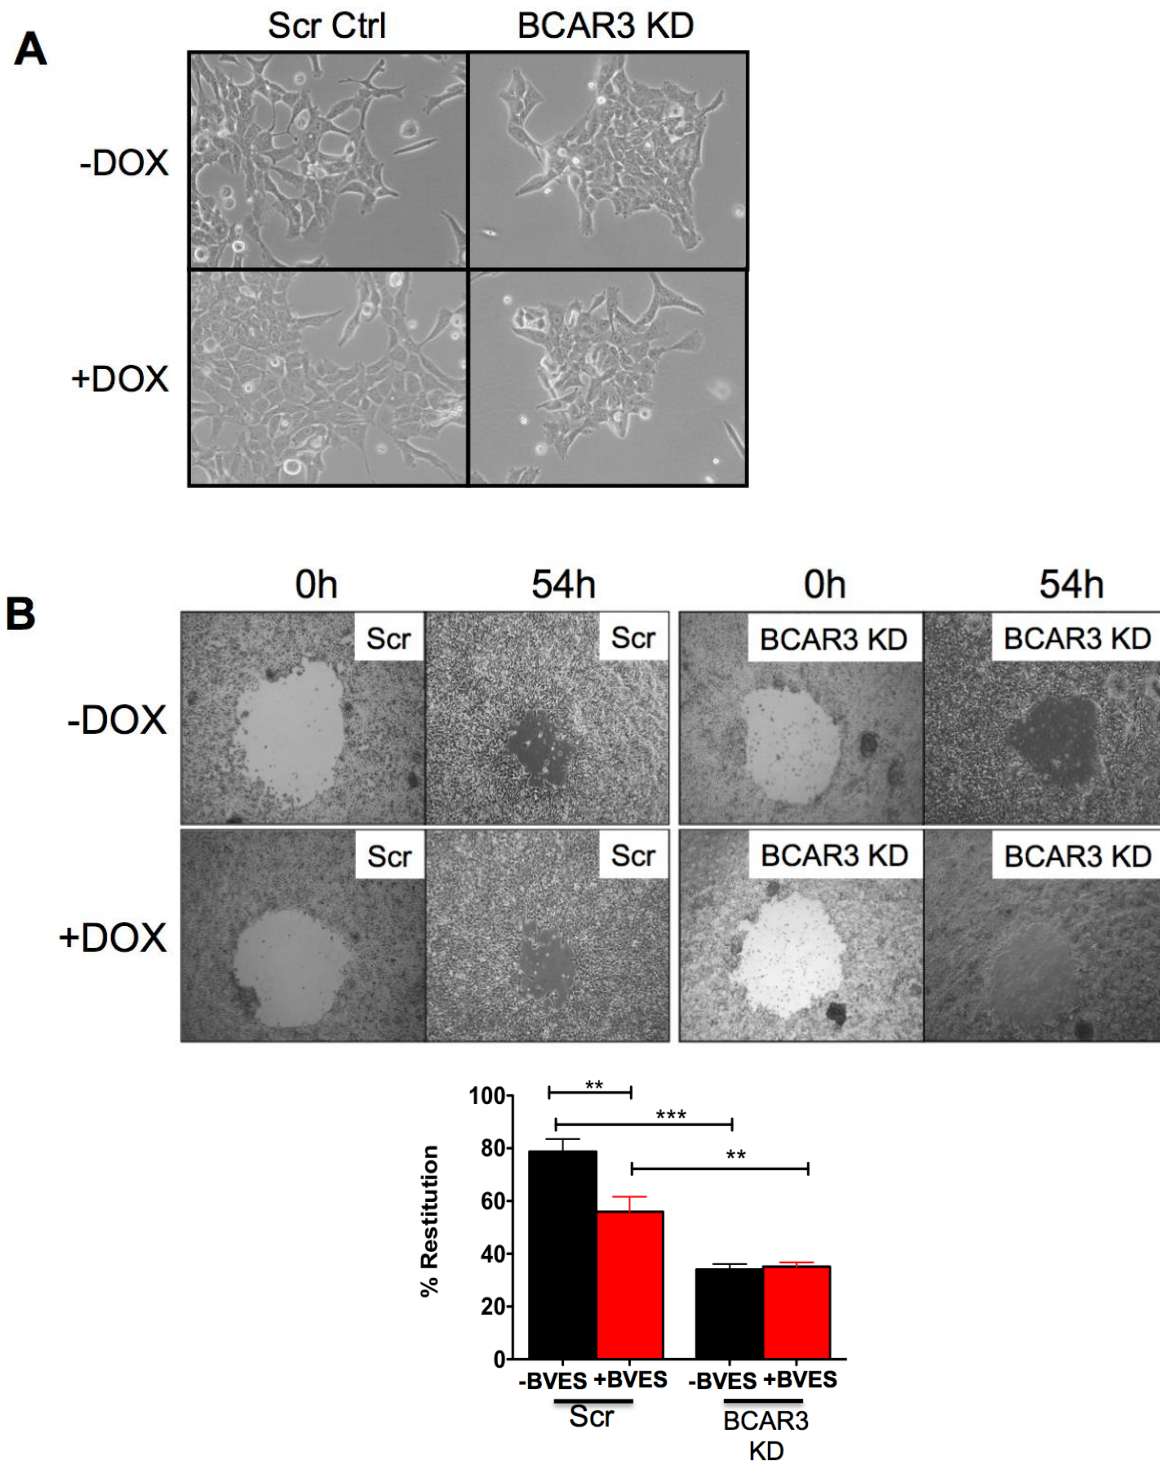 A
Scr Ctrl BCAR3 KD
-DOX
+DOX
B
0h 54h 0h 54h
-DOX
Scr Scr BCAR3 KD BCAR3 KD
+DOX
Scr Scr BCAR3 KD BCAR3 KD
% Restitution
100
80
60
40
20
0
**
***
**
-BVES +BVES -BVES +BVES
Scr BCAR3
KD